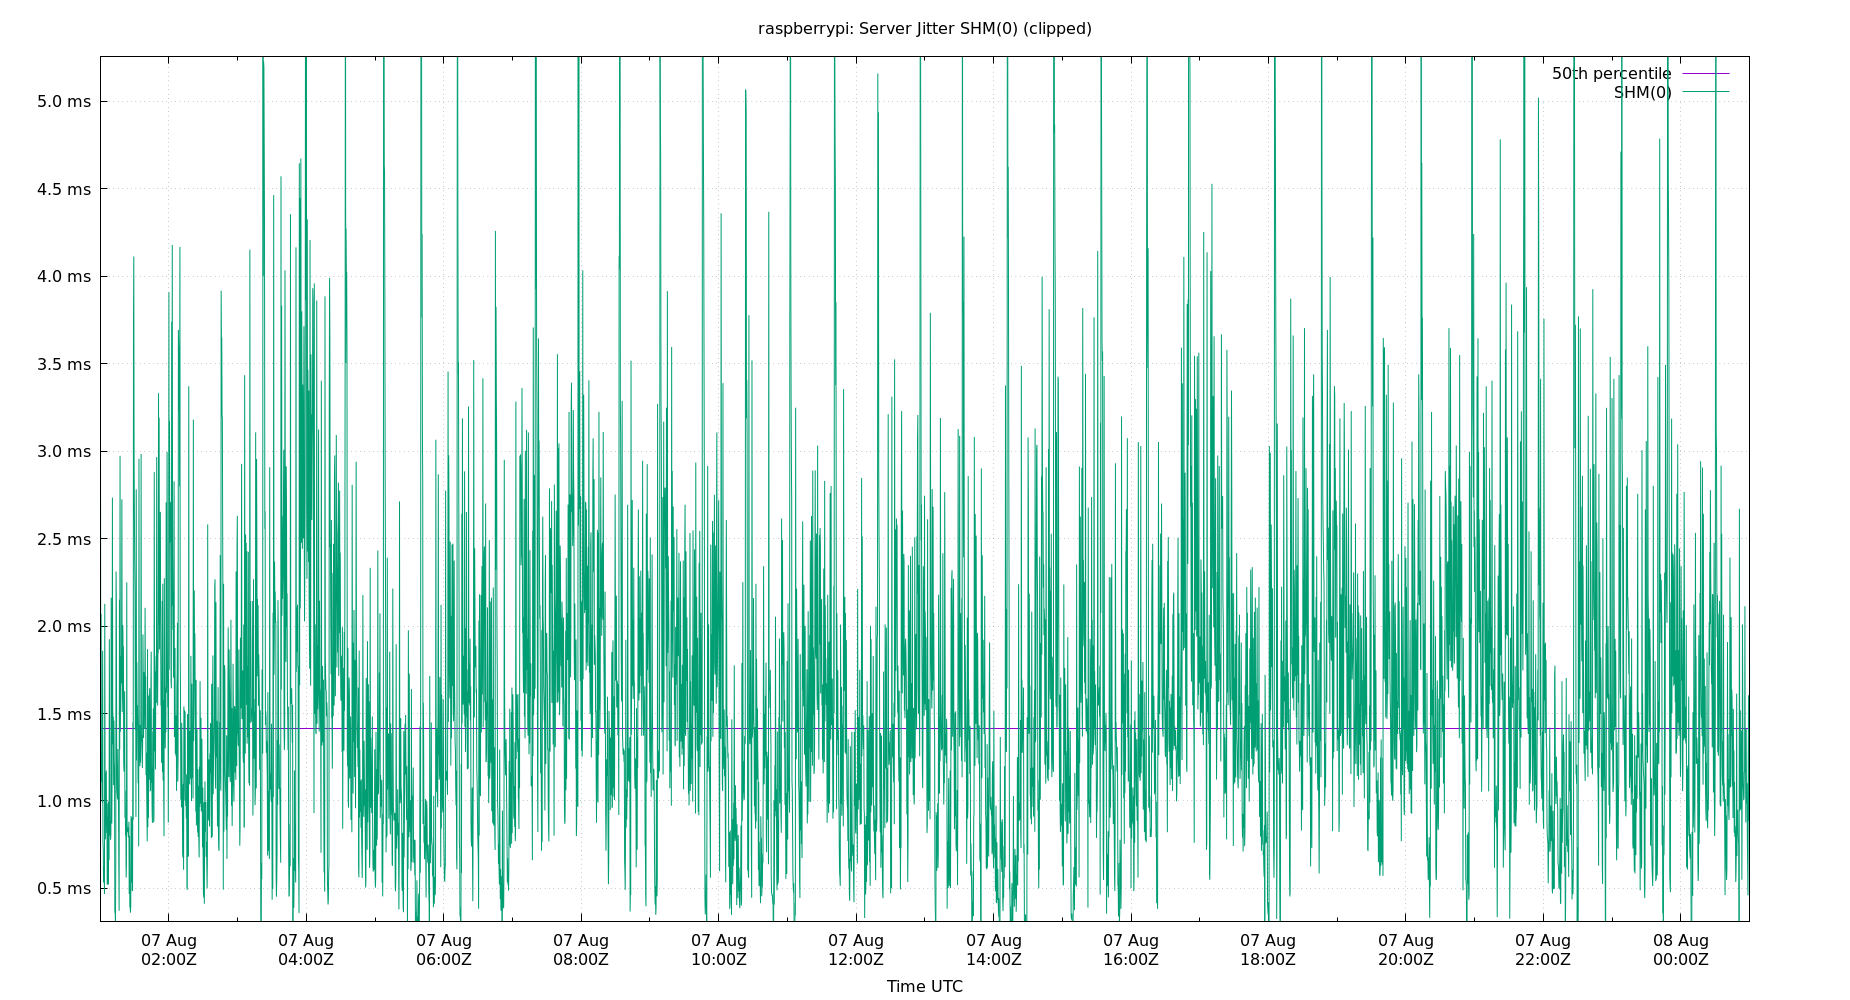 raspberrypi: Server Jitter SHM(0) (clipped)
50th percentile
SHM(0)
5.0 ms
4.5 ms
4.0 ms
3.5 ms
3.0 ms
2.5 ms
2.0 ms
1.5 ms
1.0 ms
0.5 ms
07 Aug 07 Aug 07 Aug 07 Aug 07 Aug 07 Aug 07 Aug 07 Aug 07 Aug 07 Aug 07 Aug 08 Aug
02:00Z 04:00Z 06:00Z 08:00Z 10:00Z 12:00Z 14:00Z 16:00Z 18:00Z 20:00Z 22:00Z 00:00Z
Time UTC